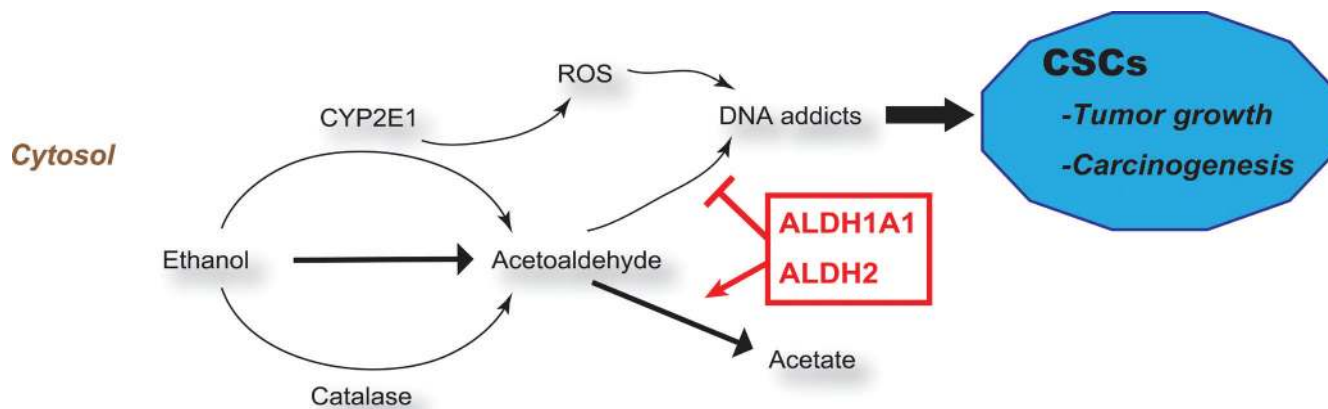 CSCs
-Tumor growth
-Carcinogenesis
ROS
CYP2E1
DNA addicts
Cytosol
ALDH1A1
ALDH2
Ethanol
Acetoaldehyde
Acetate
Catalase